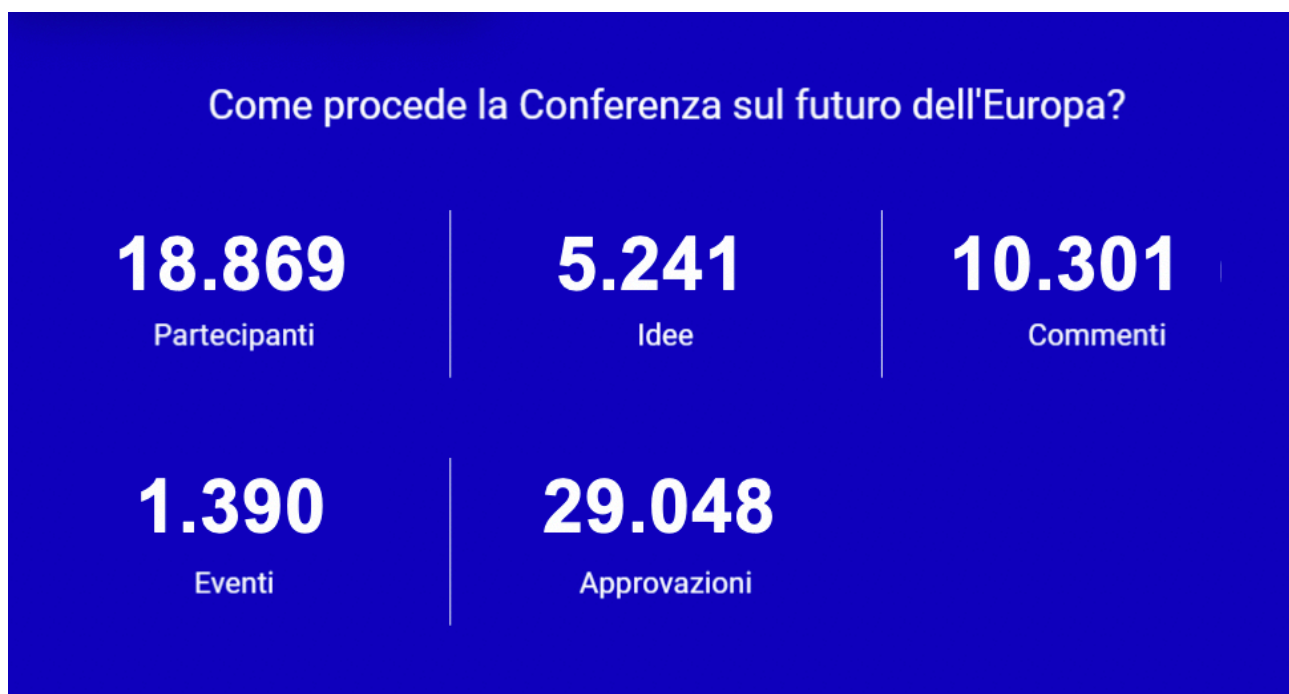 Come procede la Conferenza sul futuro dell'Europa?
18.869
Partecipanti
5.241
Idee
10.301
Commenti
1.390
Eventi
29.048
Approvazioni